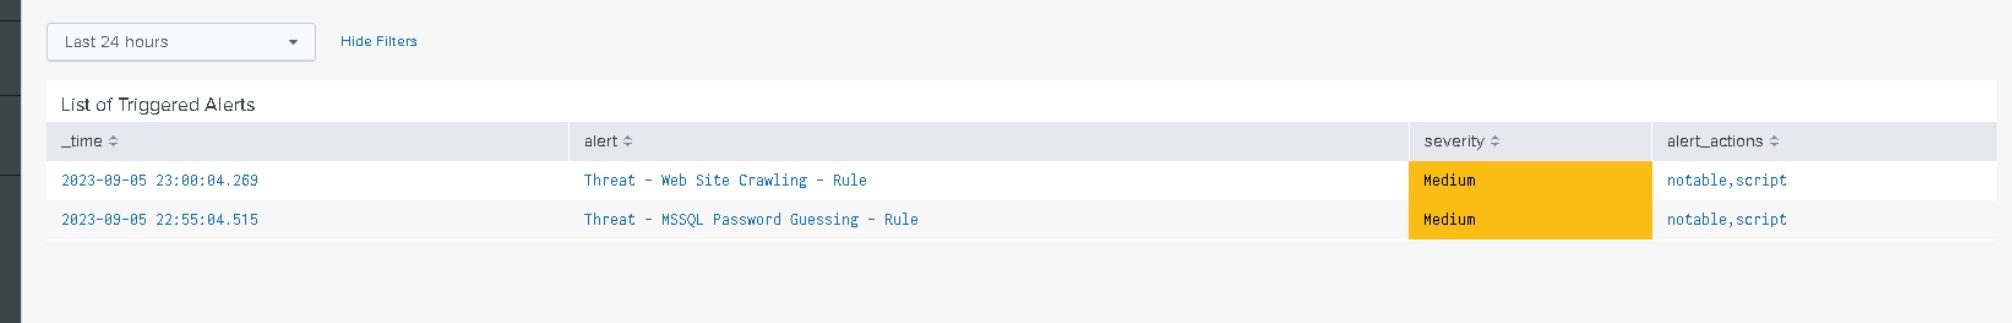 Last 24 hours Hide Filters
List of Triggered Alerts
_time alert severity alert_actions
2023-09-05 23:00:04.269 Threat - Web Site Crawling - Rule Medium notable,script
2023-09-05 22:55:04.515 Threat - MSSQL Password Guessing - Rule Medium notable,script